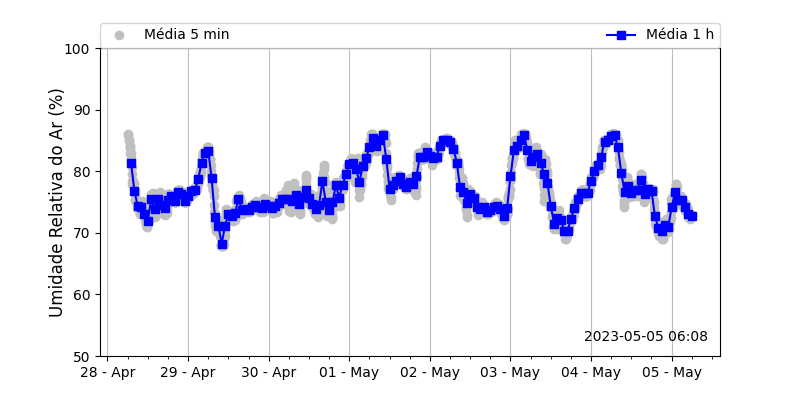 Média 5 min Média 1 h
Umidade Relativa do Ar (%)
100
90
80
70
60
50
2023-05-05 06:08
28 - Apr 29 - Apr 30 - Apr 01 - May 02 - May 03 - May 04 - May 05 - May